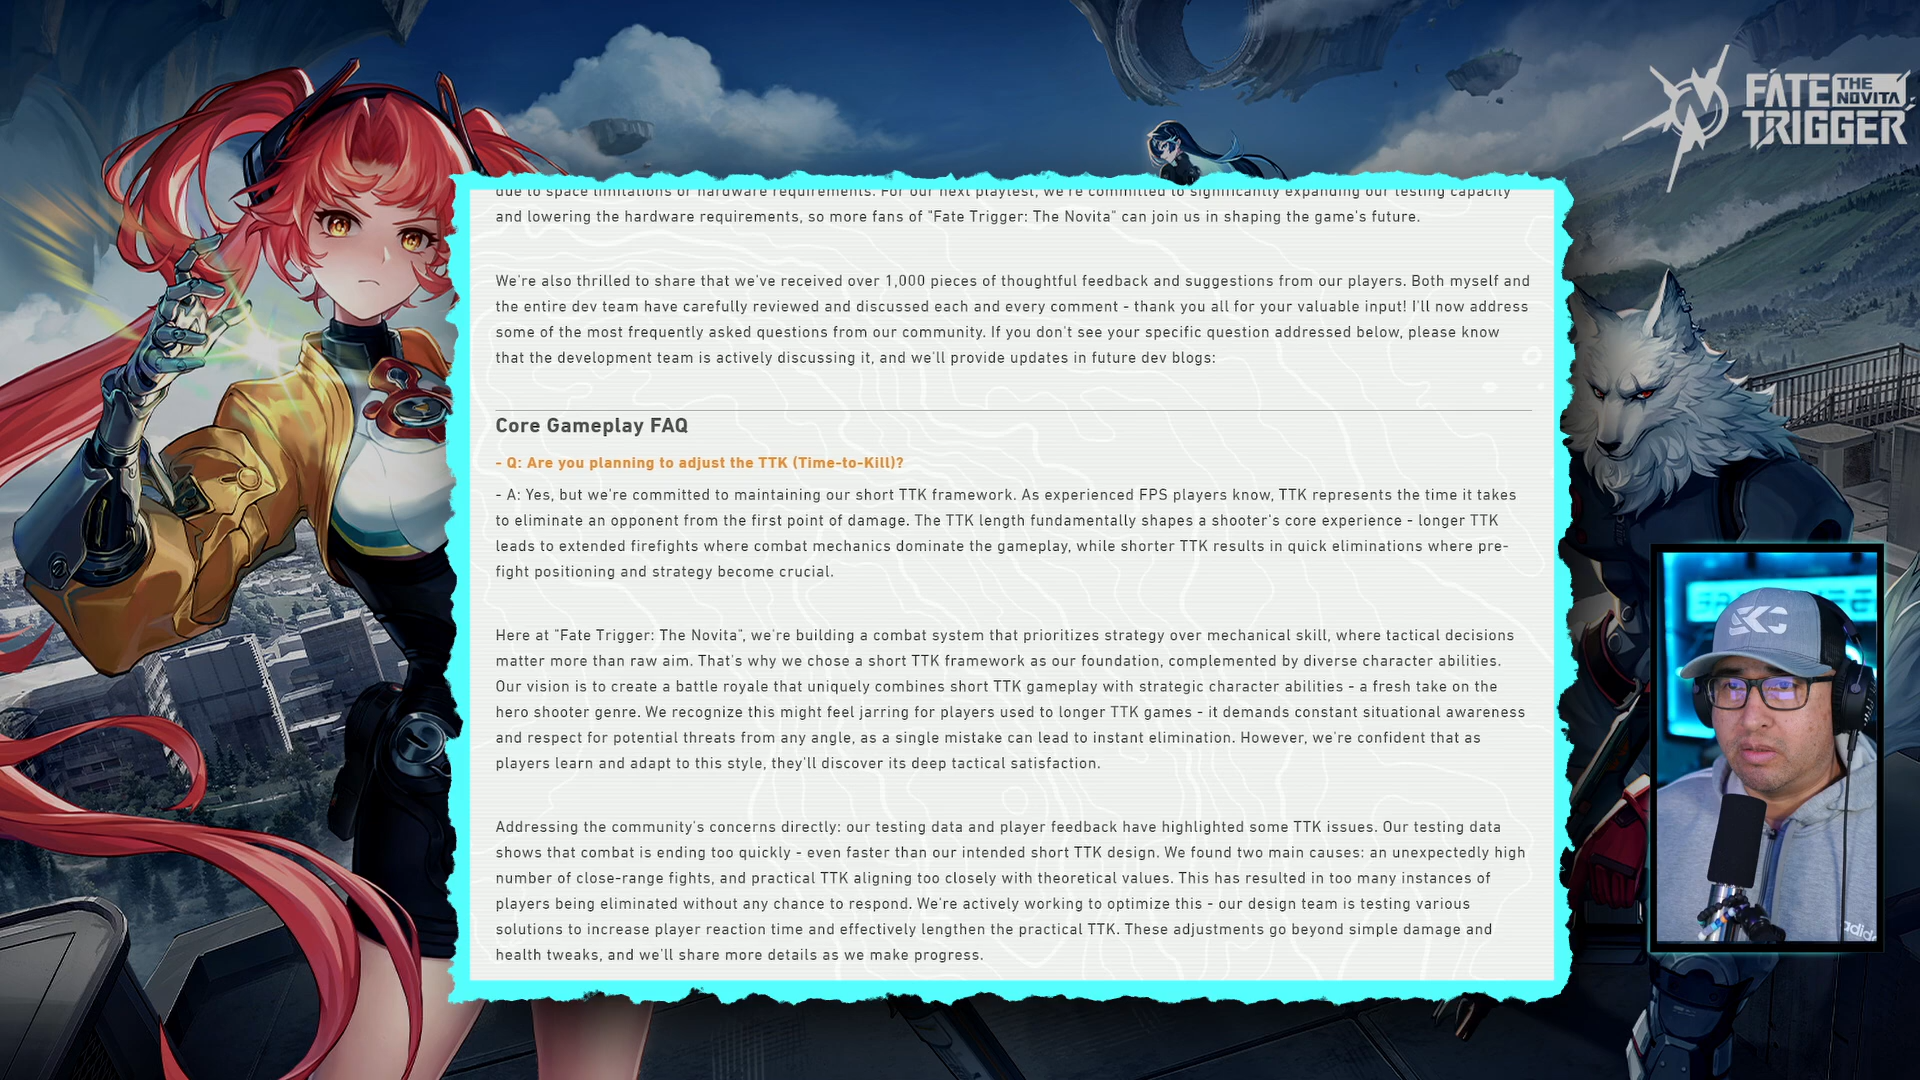 FATE THE NOVITA TRIGGER
due to space limitations or hardware requirements. For our next playtest, we're committed to significantly expanding our testing capacity
and lowering the hardware requirements, so more fans of "Fate Trigger: The Novita" can join us in shaping the game's future.
We're also thrilled to share that we've received over 1,000 pieces of thoughtful feedback and suggestions from our players. Both myself and
the entire dev team have carefully reviewed and discussed each and every comment - thank you all for your valuable input! I'll now address
some of the most frequently asked questions from our community. If you don't see your specific question addressed below, please know
that the development team is actively discussing it, and we'll provide updates in future dev blogs:
Core Gameplay FAQ
- Q: Are you planning to adjust the TTK (Time-to-Kill)?
- A: Yes, but we're committed to maintaining our short TTK framework. As experienced FPS players know, TTK represents the time it takes
to eliminate an opponent from the first point of damage. The TTK length fundamentally shapes a shooter's core experience - longer TTK
leads to extended firefights where combat mechanics dominate the gameplay, while shorter TTK results in quick eliminations where pre-
fight positioning and strategy become crucial.
Here at "Fate Trigger: The Novita", we're building a combat system that prioritizes strategy over mechanical skill, where tactical decisions
matter more than raw aim. That's why we chose a short TTK framework as our foundation, complemented by diverse character abilities.
Our vision is to create a battle royale that uniquely combines short TTK gameplay with strategic character abilities - a fresh take on the
hero shooter genre. We recognize this might feel jarring for players used to longer TTK games - it demands constant situational awareness
and respect for potential threats from any angle, as a single mistake can lead to instant elimination. However, we're confident that as
players learn and adapt to this style, they'll discover its deep tactical satisfaction.
Addressing the community's concerns directly: our testing data and player feedback have highlighted some TTK issues. Our testing data
shows that combat is ending too quickly - even faster than our intended short TTK design. We found two main causes: an unexpectedly high
number of close-range fights, and practical TTK aligning too closely with theoretical values. This has resulted in too many instances of
players being eliminated without any chance to respond. We're actively working to optimize this - our design team is testing various
solutions to increase player reaction time and effectively lengthen the practical TTK. These adjustments go beyond simple damage and
health tweaks, and we'll share more details as we make progress.
SKG
adidas